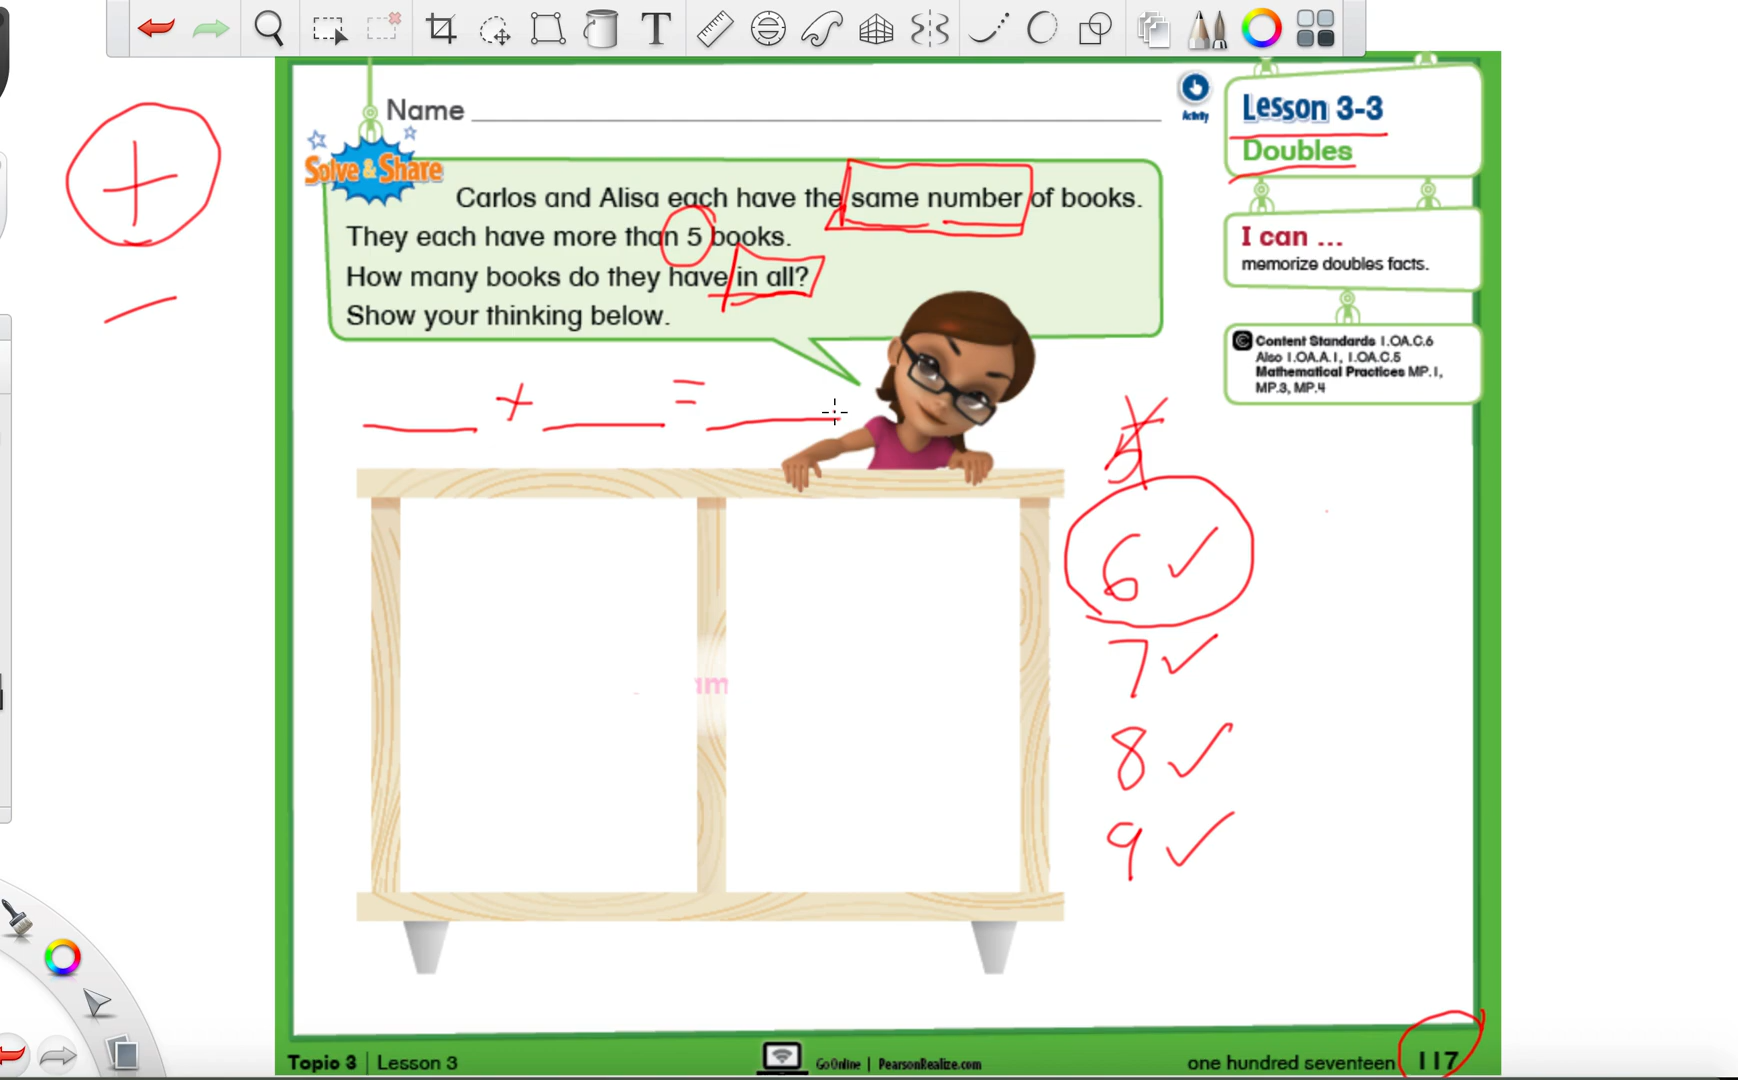 Name
Activity
Lesson 3-3
Doubles
Solve & Share
Carlos and Alisa each have the same number of books.
They each have more than 5 books.
How many books do they have in all?
Show your thinking below.
I can ...
memorize doubles facts.
Content Standards 1.OA.C.6
Also 1.OA.A.1, 1.OA.C.5
Mathematical Practices MP.1,
MP.3, MP.4
+
−
+ =
5
6 ✓
7 ✓
8 ✓
9 ✓
am
Topic 3 | Lesson 3
Go Online | PearsonRealize.com
one hundred seventeen 117